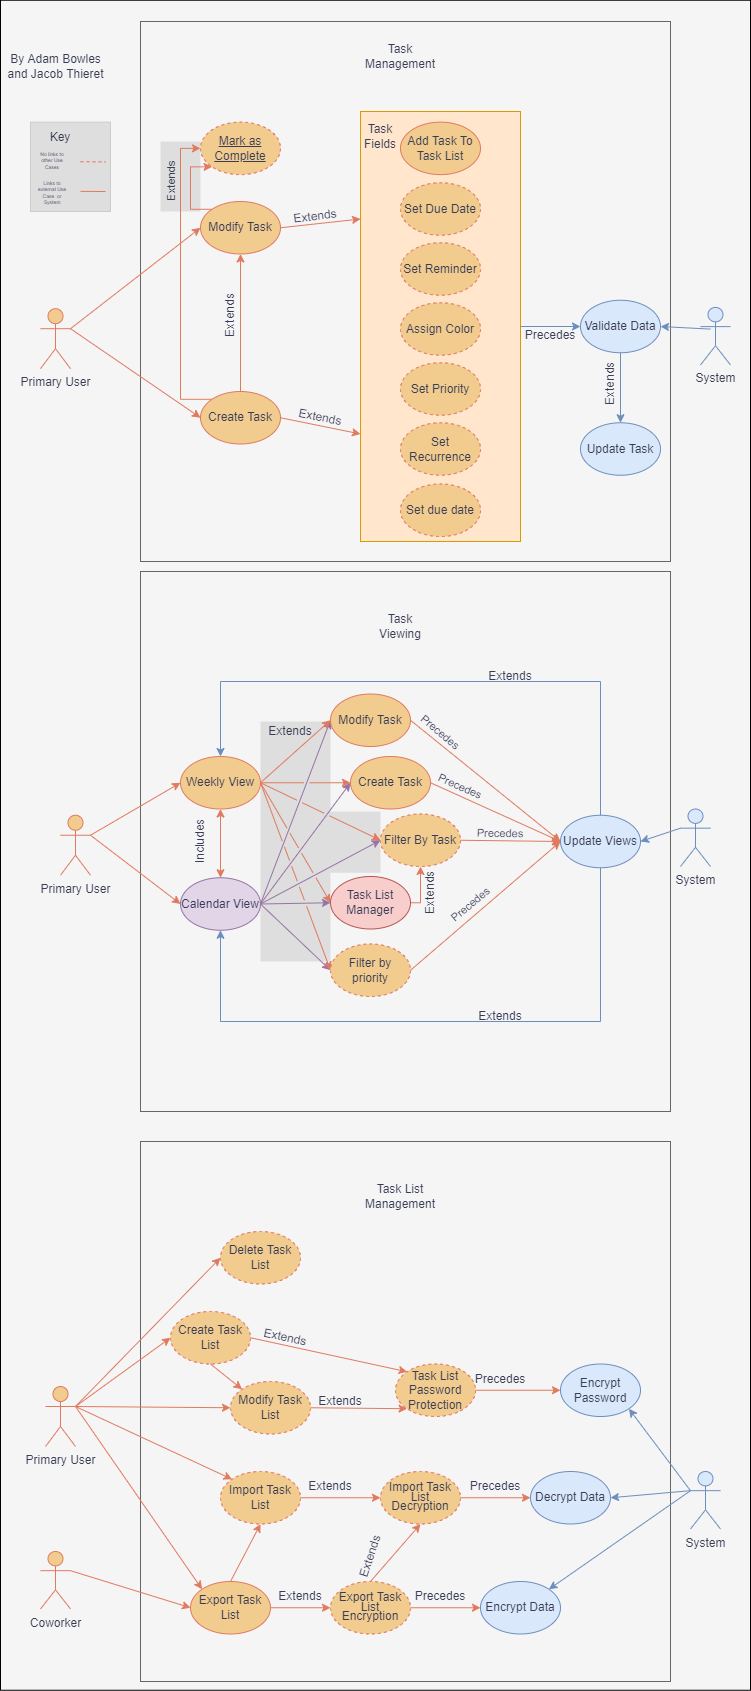 Task
Management
By Adam Bowles
and Jacob Thieret
Key
No links to
other Use
Cases
Links to
external Use
Case or
System
Extends
Mark as
Complete
Task
Fields
Add Task To
Task List
Modify Task
Extends
Set Due Date
Set Reminder
Extends
Assign Color
Validate Data
Precedes
Primary User
System
Extends
Set Priority
Create Task
Extends
Set
Recurrence
Update Task
Set due date
Task
Viewing
Extends
Extends
Modify Task
Precedes
Weekly View
Create Task
Precedes
Includes
Filter By Task
Precedes
Update Views
Primary User
System
Calendar View
Task List
Manager
Extends
Precedes
Filter by
priority
Extends
Task List
Management
Delete Task
List
Create Task
List
Extends
Task List
Password
Protection
Precedes
Encrypt
Password
Modify Task
List
Extends
Primary User
Import Task
List
Extends
Import Task
List
Decryption
Precedes
Decrypt Data
System
Extends
Coworker
Export Task
List
Extends
Export Task
List
Encryption
Precedes
Encrypt Data